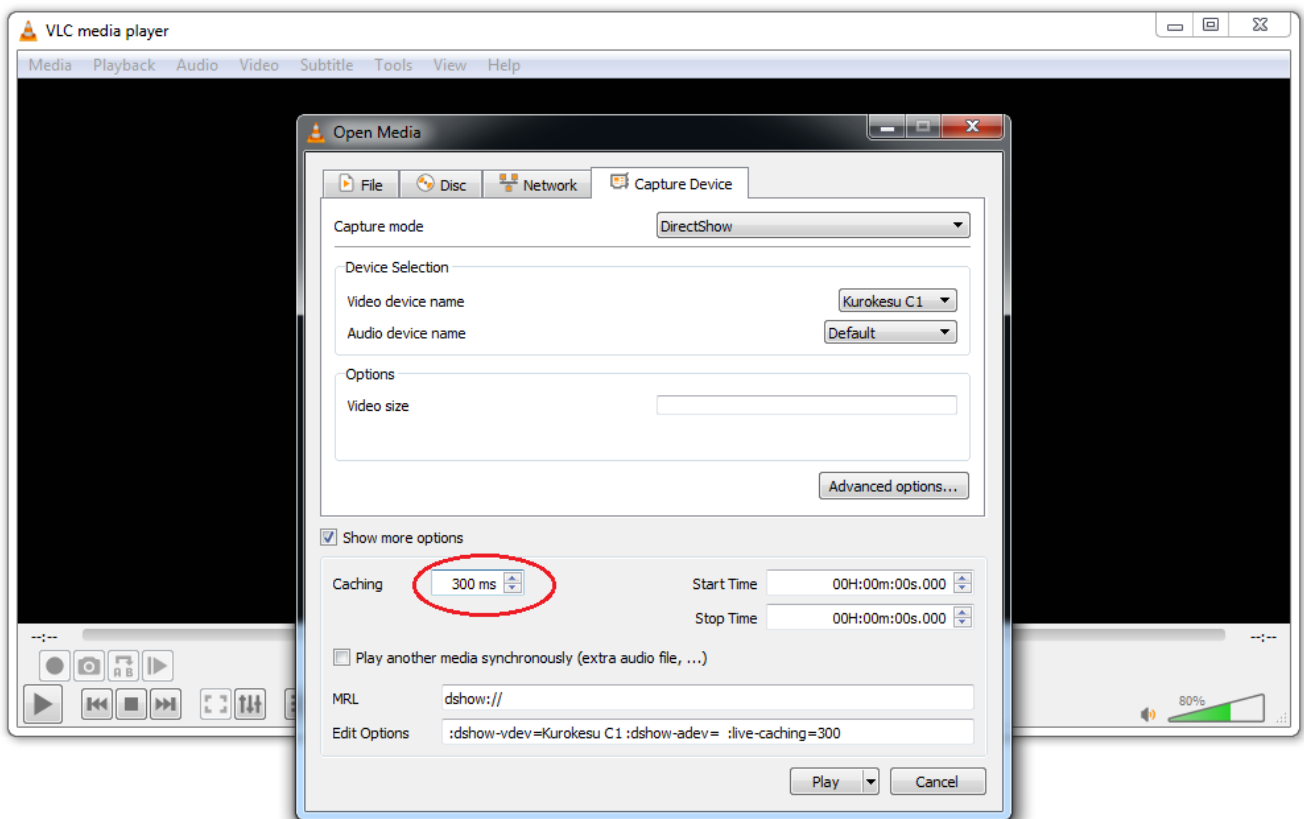 VLC media player
Media Playback Audio Video Subtitle Tools View Help
Open Media
File Disc Network Capture Device
Capture mode DirectShow
Device Selection
Video device name Kurokesu C1
Audio device name Default
Options
Video size
Advanced options...
Show more options
Caching 300 ms Start Time 00H:00m:00s.000
Stop Time 00H:00m:00s.000
--:-- --:--
Play another media synchronously (extra audio file, ...)
A B
MRL dshow://
80%
Edit Options :dshow-vdev=Kurokesu C1 :dshow-adev= :live-caching=300
Play Cancel